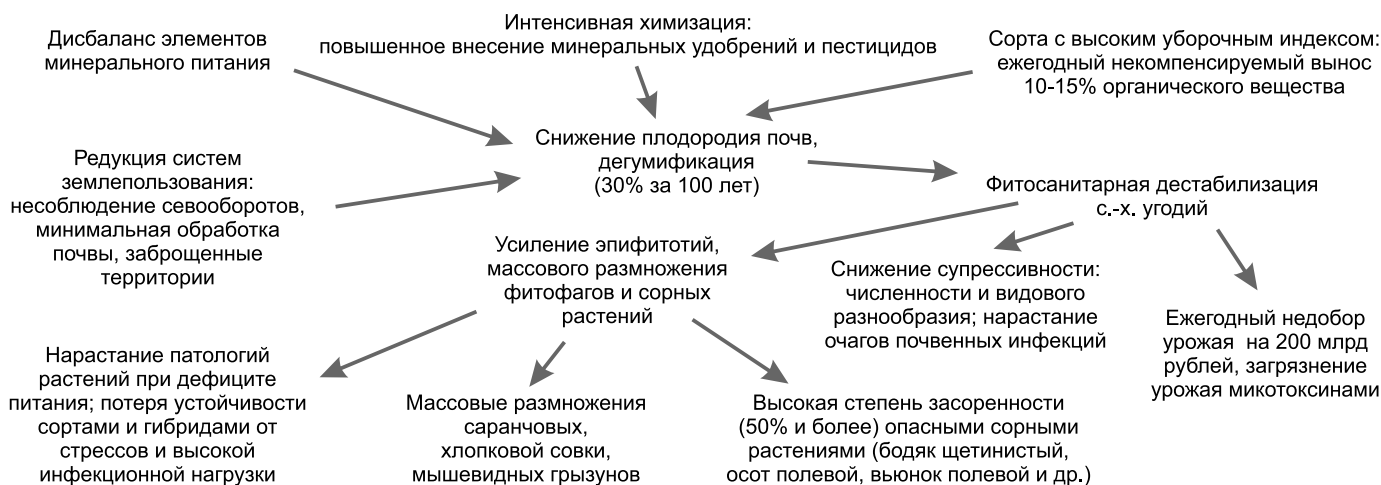 Дисбаланс элементов
минерального питания
Интенсивная химизация:
повышенное внесение минеральных удобрений и пестицидов
Сорта с высоким уборочным индексом:
ежегодный некомпенсируемый вынос
10-15% органического вещества
Редукция систем
землепользования:
несоблюдение севооборотов,
минимальная обработка
почвы, заброщенные
территории
Снижение плодородия почв,
дегумификация
(30% за 100 лет)
Фитосанитарная дестабилизация
с.-х. угодий
Усиление эпифитотий,
массового размножения
фитофагов и сорных
растений
Снижение супрессивности:
численности и видового
разнообразия; нарастание
очагов почвенных инфекций
Ежегодный недобор
урожая на 200 млрд
рублей, загрязнение
урожая микотоксинами
Нарастание патологий
растений при дефиците
питания; потеря устойчивости
сортами и гибридами от
стрессов и высокой
инфекционной нагрузки
Массовые размножения
саранчовых,
хлопковой совки,
мышевидных грызунов
Высокая степень засоренности
(50% и более) опасными сорными
растениями (бодяк щетинистый,
осот полевой, вьюнок полевой и др.)